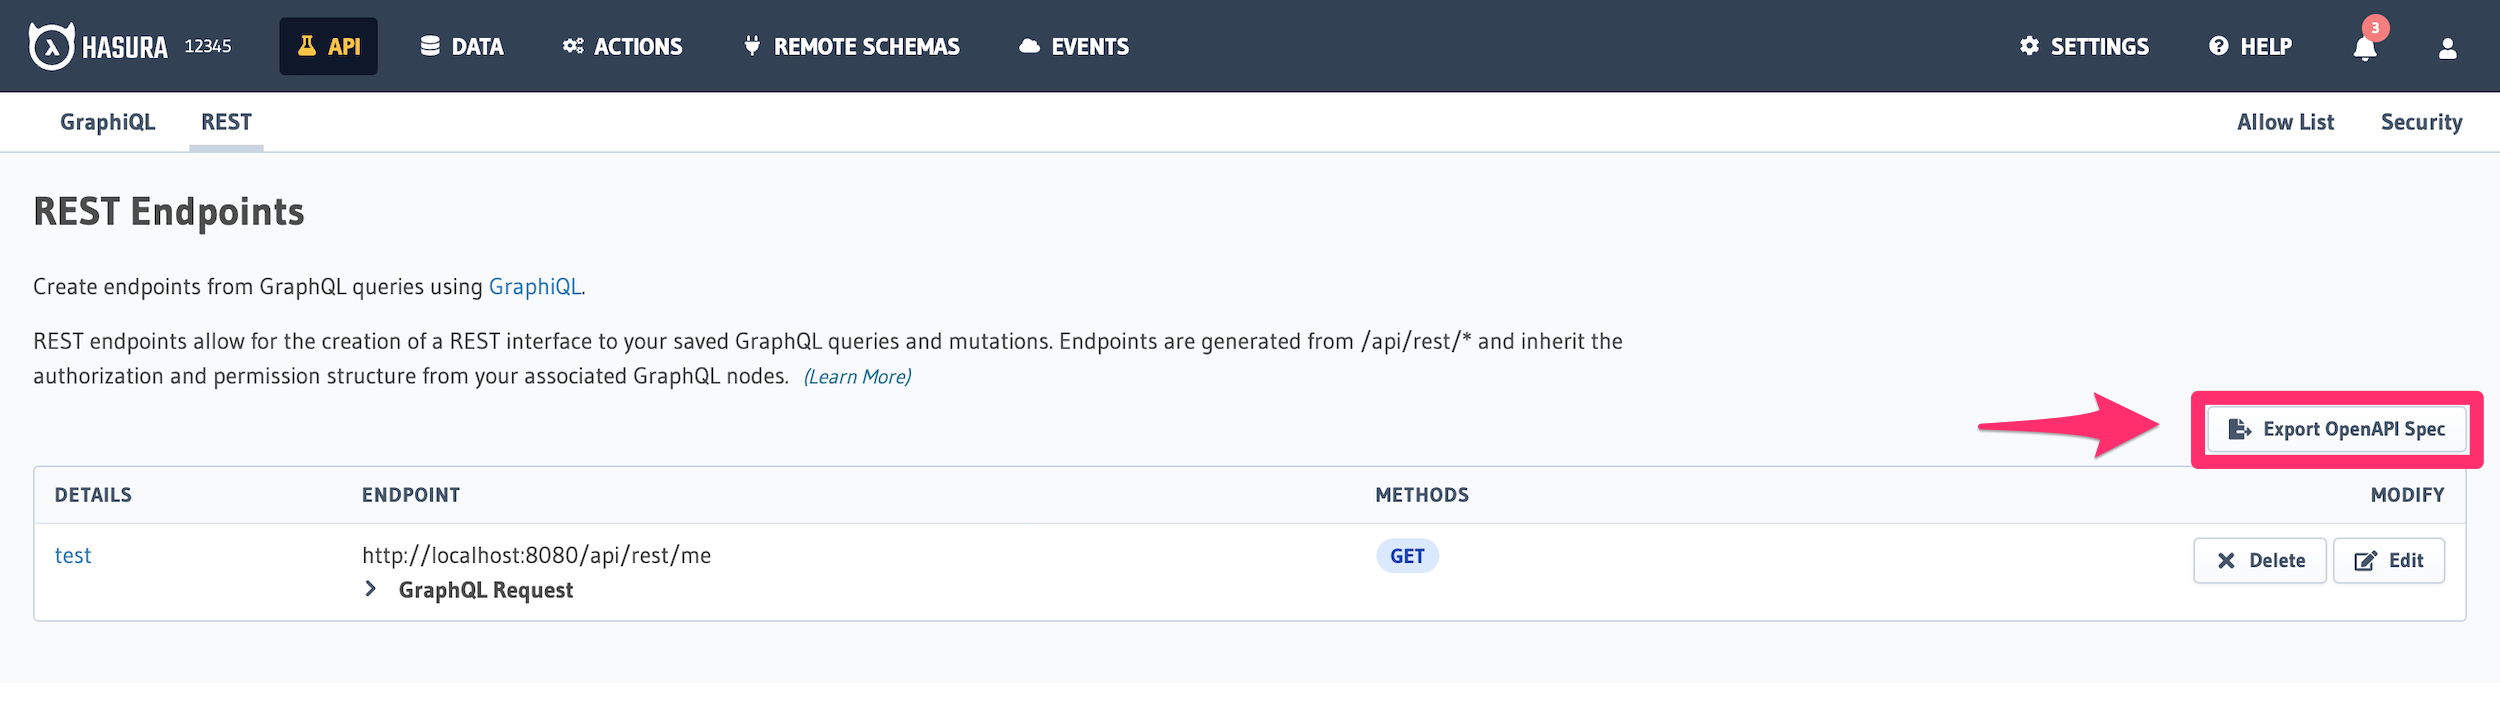 HASURA 12345 API DATA ACTIONS REMOTE SCHEMAS EVENTS SETTINGS HELP 3
GraphiQL REST Allow List Security
REST Endpoints
Create endpoints from GraphQL queries using GraphiQL.
REST endpoints allow for the creation of a REST interface to your saved GraphQL queries and mutations. Endpoints are generated from /api/rest/* and inherit the
authorization and permission structure from your associated GraphQL nodes. (Learn More)
Export OpenAPI Spec
DETAILS ENDPOINT METHODS MODIFY
test http://localhost:8080/api/rest/me GET Delete Edit
GraphQL Request